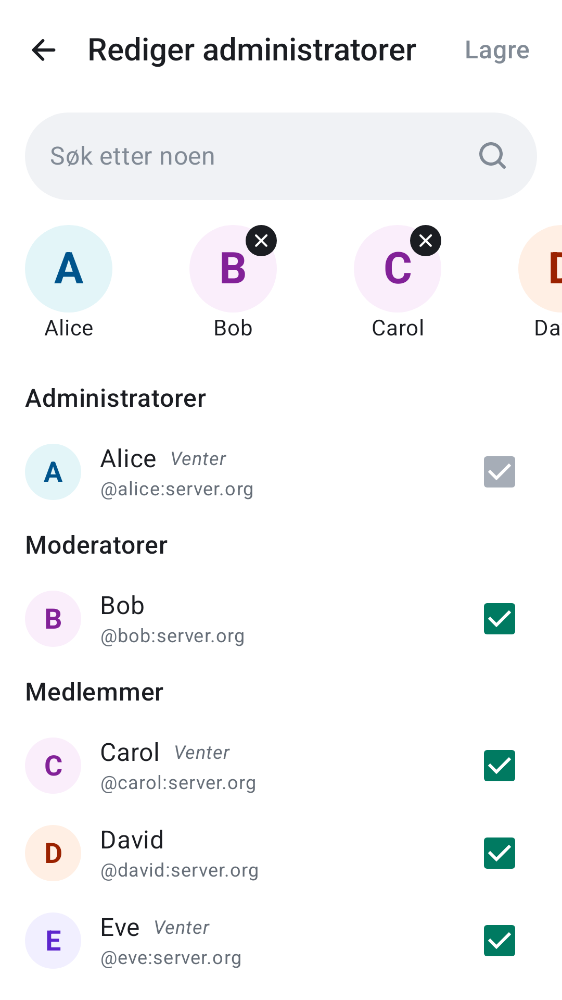 Rediger administratorer
Lagre
Søk etter noen
A
B
C
Alice
Bob
Carol
Da
Administratorer
A
Alice Venter
@alice:server.org
Moderatorer
B
Bob
@bob:server.org
Medlemmer
C
Carol Venter
@carol:server.org
D
David
@david:server.org
E
Eve Venter
@eve:server.org